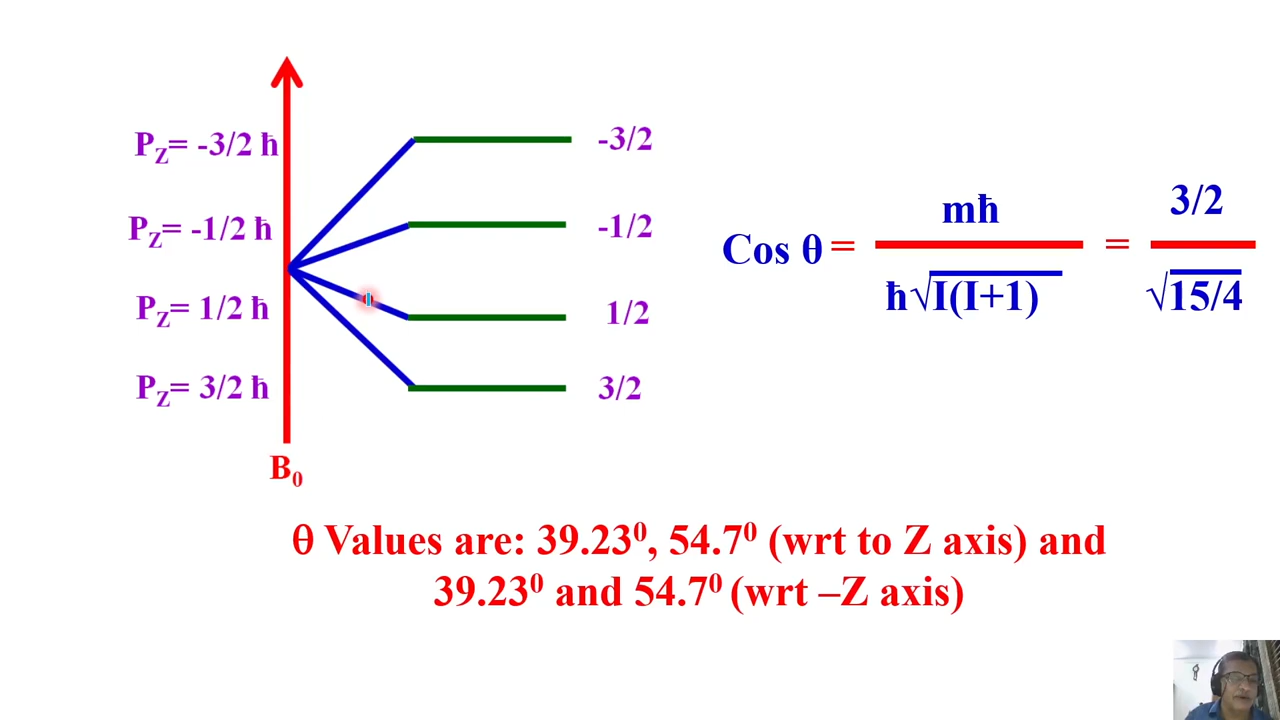 P_Z= -3/2 ħ
-3/2
P_Z= -1/2 ħ
-1/2
P_Z= 1/2 ħ
1/2
P_Z= 3/2 ħ
3/2
B₀
Cos θ = mħ / ħ√I(I+1) = 3/2 / √15/4
θ Values are: 39.23⁰, 54.7⁰ (wrt to Z axis) and
39.23⁰ and 54.7⁰ (wrt –Z axis)